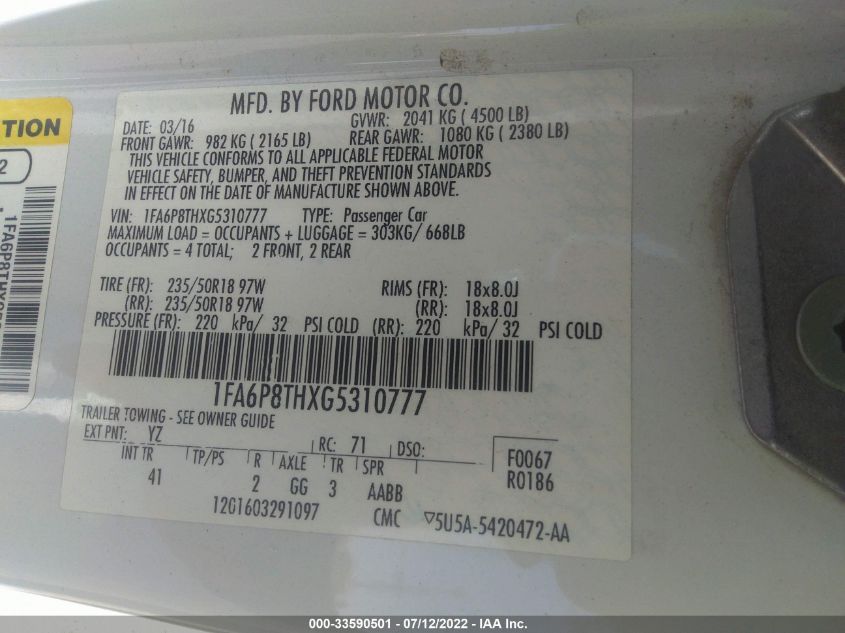 TION
2
1FA6P8THXG5
MFD. BY FORD MOTOR CO.
DATE: 03/16 GVWR: 2041 KG ( 4500 LB)
FRONT GAWR: 982 KG ( 2165 LB) REAR GAWR: 1080 KG ( 2380 LB)
THIS VEHICLE CONFORMS TO ALL APPLICABLE FEDERAL MOTOR
VEHICLE SAFETY, BUMPER, AND THEFT PREVENTION STANDARDS
IN EFFECT ON THE DATE OF MANUFACTURE SHOWN ABOVE.
VIN: 1FA6P8THXG5310777 TYPE: Passenger Car
MAXIMUM LOAD = OCCUPANTS + LUGGAGE = 303KG/ 668LB
OCCUPANTS = 4 TOTAL; 2 FRONT, 2 REAR
TIRE (FR): 235/50R18 97W RIMS (FR): 18x8.0J
(RR): 235/50R18 97W (RR): 18x8.0J
PRESSURE (FR): 220 kPa/ 32 PSI COLD (RR): 220 kPa/ 32 PSI COLD
1FA6P8THXG5310777
TRAILER TOWING - SEE OWNER GUIDE
EXT PNT: YZ RC: 71 DSO: F0067
INT TR TP/PS R AXLE TR SPR R0186
41 2 GG 3 AABB
12G1603291097 CMC ▽5U5A-5420472-AA
000-33590501 - 07/12/2022 - IAA Inc.